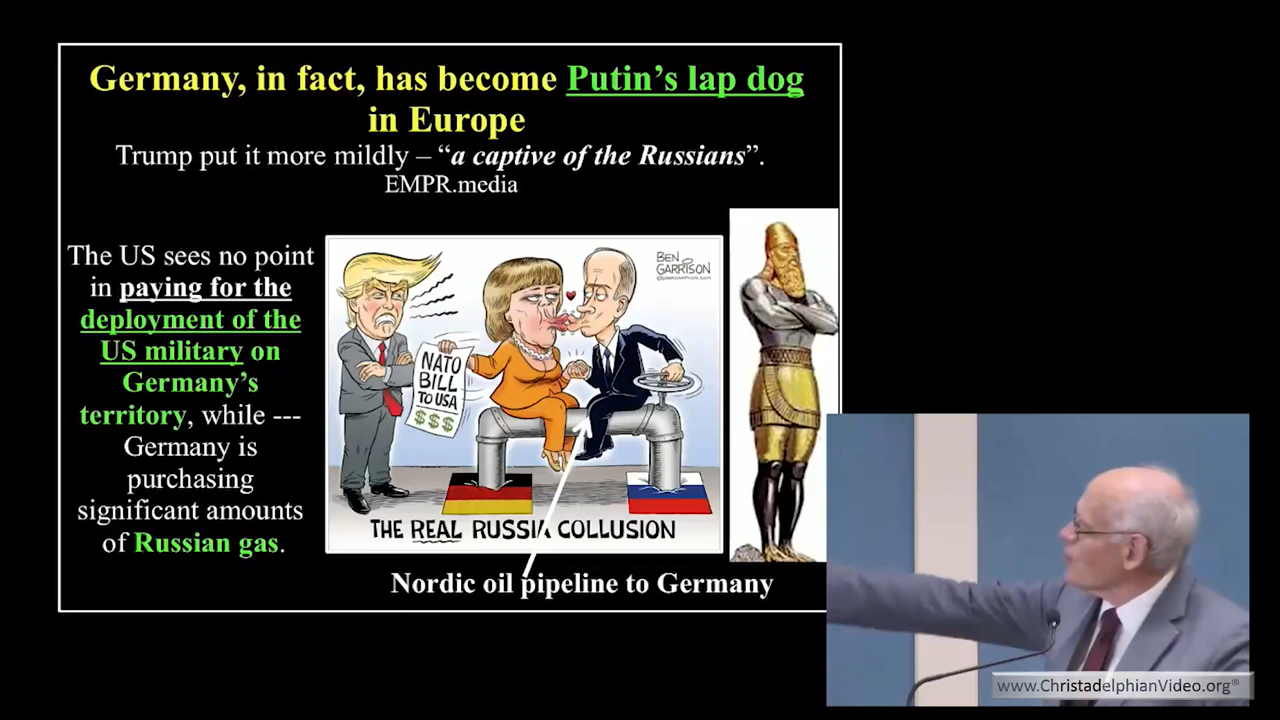 Germany, in fact, has become Putin's lap dog
in Europe
Trump put it more mildly – “a captive of the Russians”.
EMPR.media
The US sees no point
in paying for the
deployment of the
US military on
Germany's
territory, while ---
Germany is
purchasing
significant amounts
of Russian gas.
BEN
GARRISON
NATO
BILL
TO USA
$$$
THE REAL RUSSIA COLLUSION
Nordic oil pipeline to Germany
www.ChristadelphianVideo.org®